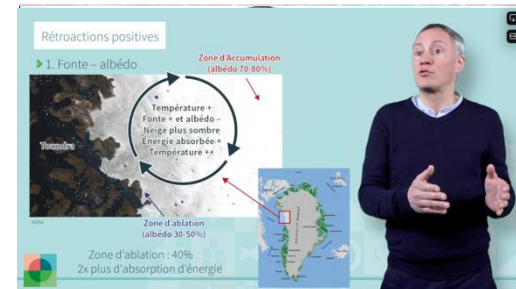 Rétroactions positives
1. Fonte – albédo
Zone d'Accumulation
(albédo 70-80%)
Température +
Fonte + et albédo –
Neige plus sombre
Energie absorbée +
Température ++
Toundra
Zone d'ablation
(albédo 30-50%)
NASA
Zone d'ablation : 40%
2x plus d'absorption d'énergie